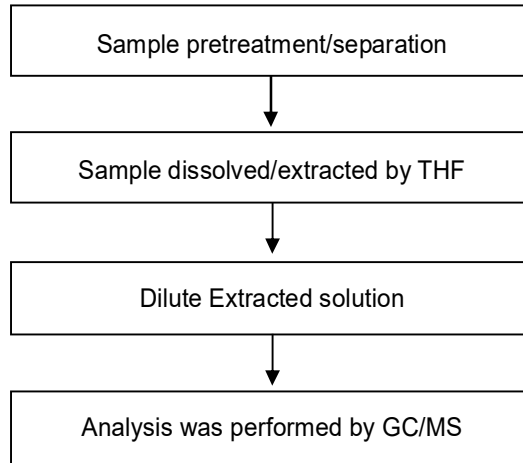 Sample pretreatment/separation
Sample dissolved/extracted by THF
Dilute Extracted solution
Analysis was performed by GC/MS